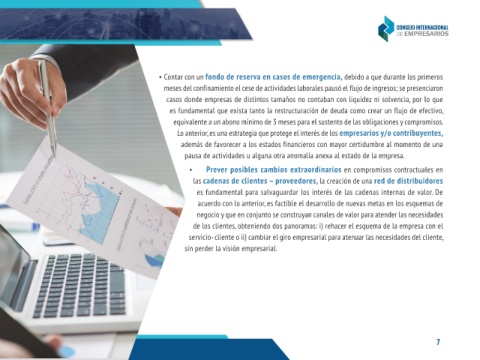 CONSEJO INTERNACIONAL
DE EMPRESARIOS
• Contar con un fondo de reserva en casos de emergencia, debido a que durante los primeros
meses del confinamiento el cese de actividades laborales pausó el flujo de ingresos; se presenciaron
casos donde empresas de distintos tamaños no contaban con liquidez ni solvencia, por lo que
es fundamental que exista tanto la restructuración de deuda como crear un flujo de efectivo,
equivalente a un abono mínimo de 3 meses para el sustento de las obligaciones y compromisos.
Lo anterior, es una estrategia que protege el interés de los empresarios y/o contribuyentes,
además de favorecer a los estados financieros con mayor certidumbre al momento de una
pausa de actividades u alguna otra anomalía anexa al estado de la empresa.
• Prever posibles cambios extraordinarios en compromisos contractuales en
las cadenas de clientes – proveedores, la creación de una red de distribuidores
es fundamental para salvaguardar los interés de las cadenas internas de valor. De
acuerdo con lo anterior, es factible el desarrollo de nuevas metas en los esquemas de
negocio y que en conjunto se construyan canales de valor para atender las necesidades
de los clientes, obteniendo dos panoramas: i) rehacer el esquema de la empresa con el
servicio- cliente o ii) cambiar el giro empresarial para atenuar las necesidades del cliente,
sin perder la visión empresarial.
7